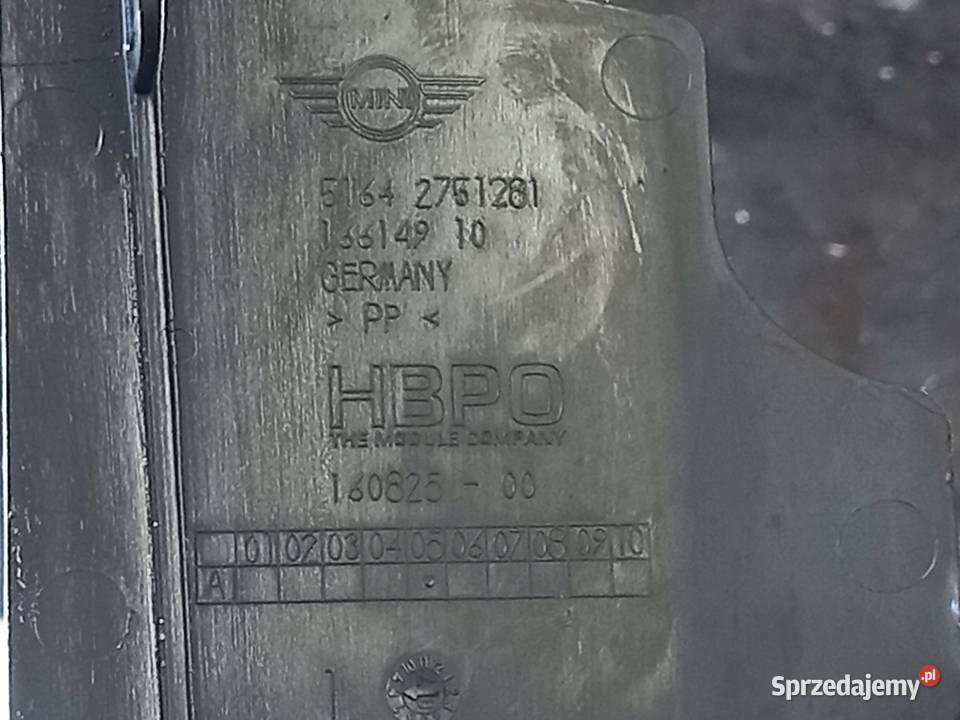 MINI
5164 2751281
166149 10
GERMANY
> PP <
HBPO
THE MODULE COMPANY
160825 - 00
01 02 03 04 05 06 07 08 09 10
A
Sprzedajemy.pl